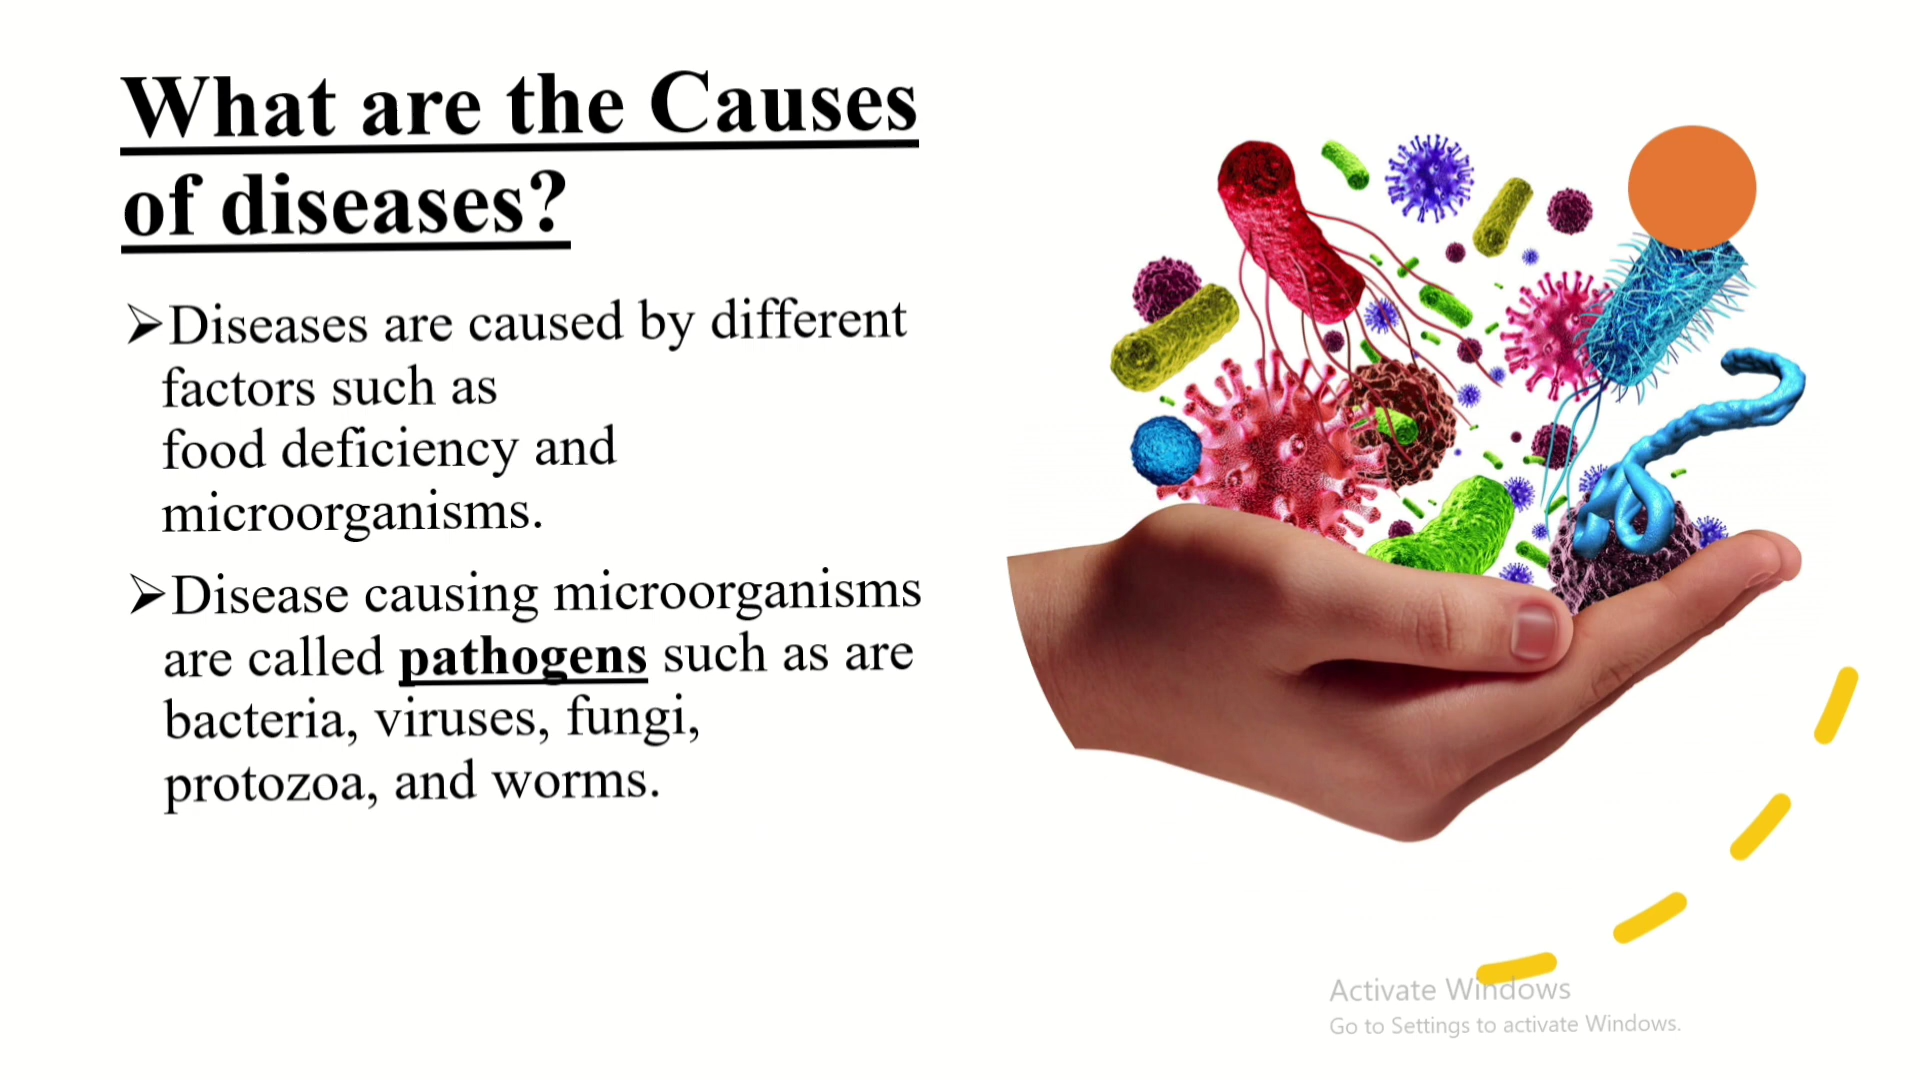 What are the Causes
of diseases?
➢Diseases are caused by different
factors such as
food deficiency and
microorganisms.
➢Disease causing microorganisms
are called pathogens such as are
bacteria, viruses, fungi,
protozoa, and worms.
Activate Windows
Go to Settings to activate Windows.